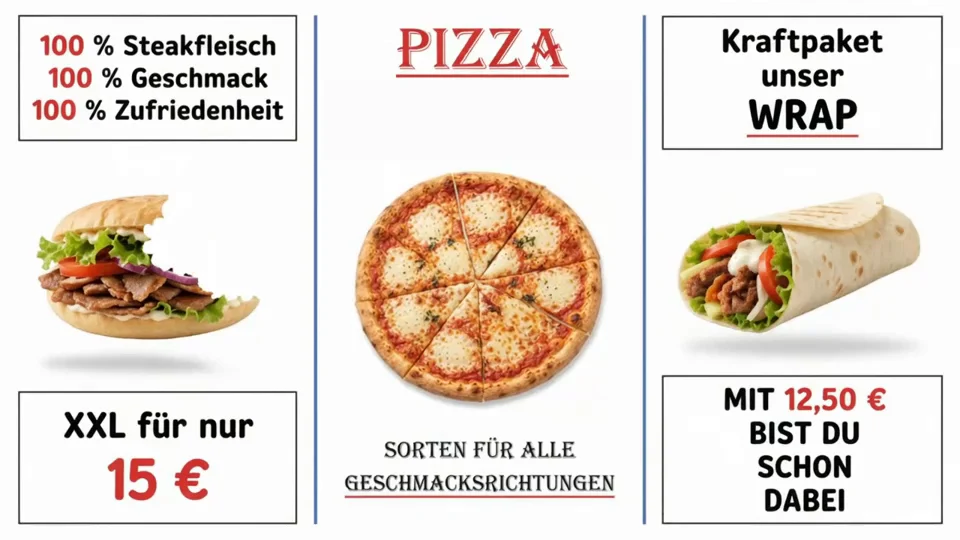 100 % Steakfleisch
100 % Geschmack
100 % Zufriedenheit
XXL für nur
15 €
PIZZA
SORTEN FÜR ALLE
GESCHMACKSRICHTUNGEN
Kraftpaket
unser
WRAP
MIT 12,50 €
BIST DU
SCHON
DABEI